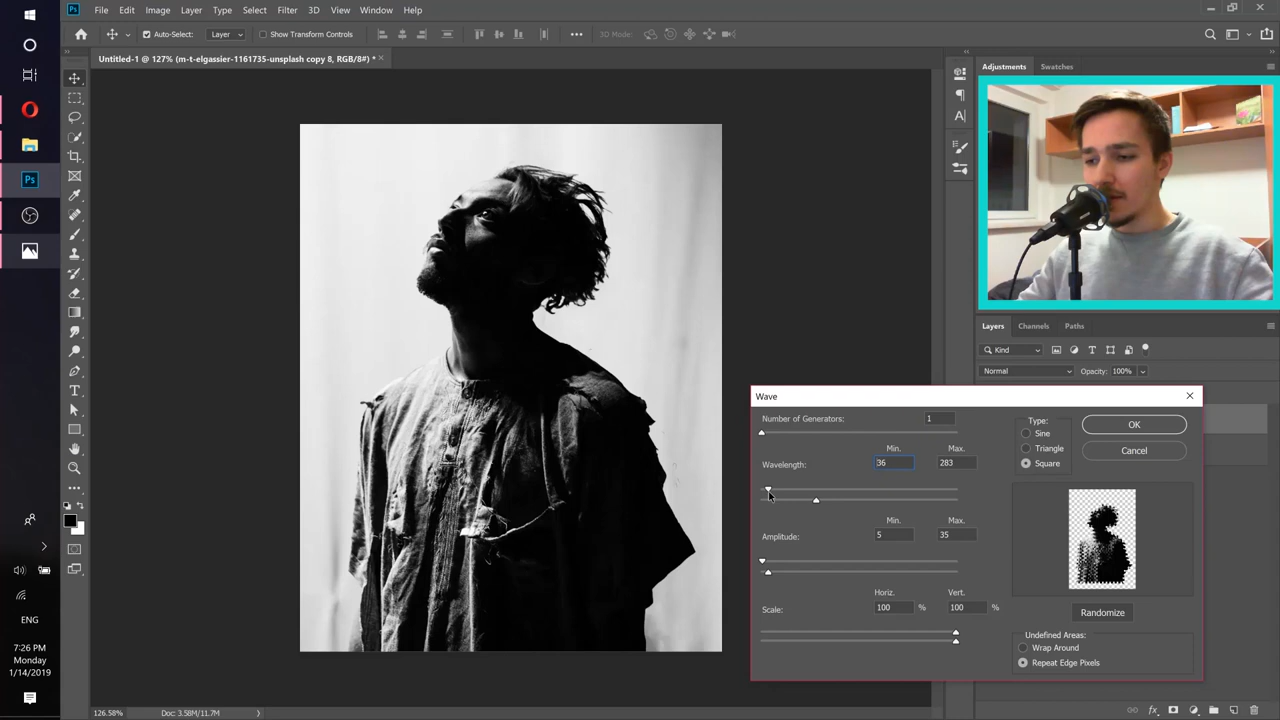 Ps File Edit Image Layer Type Select Filter 3D View Window Help
Auto-Select: Layer Show Transform Controls 3D Mode:
Untitled-1 @ 127% (m-t-elgassier-1161735-unsplash copy 8, RGB/8#) *
Adjustments Swatches
Layers Channels Paths
Kind
Normal Opacity: 100%
Wave
Number of Generators: 1
Min. Max.
Wavelength: 36 283
Min. Max.
Amplitude: 5 35
Horiz. Vert.
Scale: 100 % 100 %
Type:
Sine
Triangle
Square
OK
Cancel
Randomize
Undefined Areas:
Wrap Around
Repeat Edge Pixels
Ps
ENG
7:26 PM
Monday
1/14/2019
126.58% Doc: 3.58M/11.7M